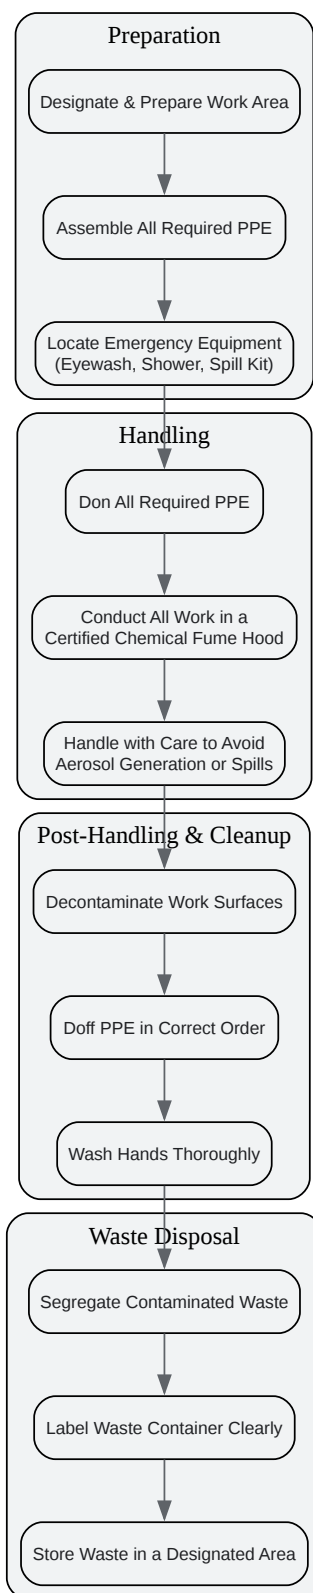 Preparation
Designate & Prepare Work Area
Assemble All Required PPE
Locate Emergency Equipment
(Eyewash, Shower, Spill Kit)
Handling
Don All Required PPE
Conduct All Work in a
Certified Chemical Fume Hood
Handle with Care to Avoid
Aerosol Generation or Spills
Post-Handling & Cleanup
Decontaminate Work Surfaces
Doff PPE in Correct Order
Wash Hands Thoroughly
Waste Disposal
Segregate Contaminated Waste
Label Waste Container Clearly
Store Waste in a Designated Area